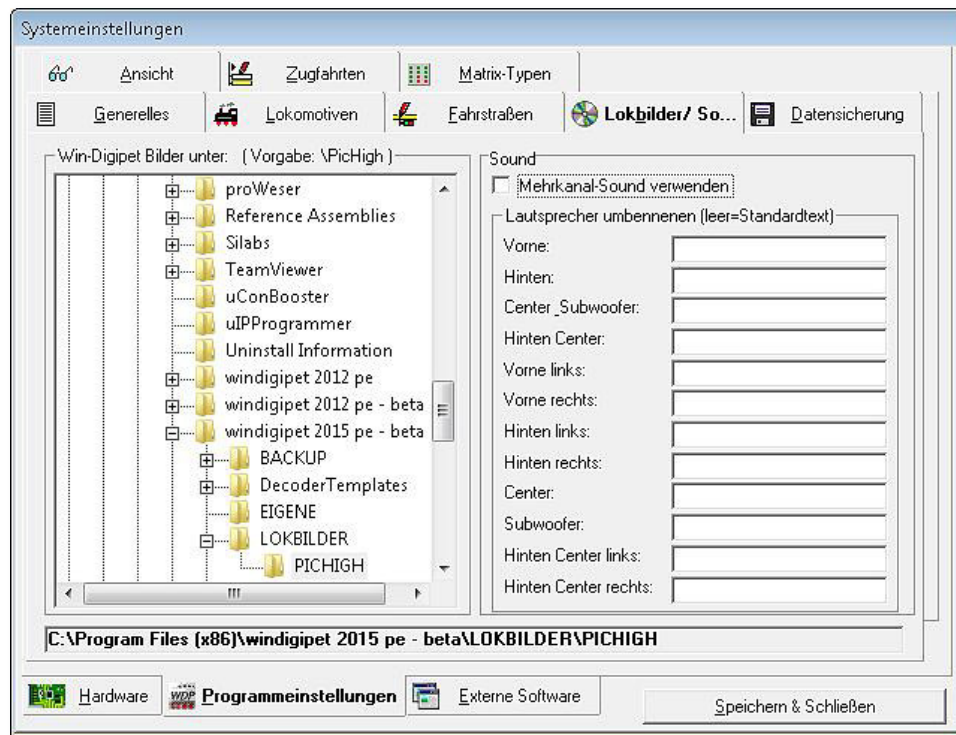 Systemeinstellungen
Ansicht
Zugfahrten
Matrix-Typen
Generelles
Lokomotiven
Fahrstraßen
Lokbilder/ So...
Datensicherung
Win-Digipet Bilder unter: ( Vorgabe: \PicHigh )
proWeser
Reference Assemblies
Silabs
TeamViewer
uConBooster
uIPProgrammer
Uninstall Information
windigipet 2012 pe
windigipet 2012 pe - beta
windigipet 2015 pe - beta
BACKUP
DecoderTemplates
EIGENE
LOKBILDER
PICHIGH
Sound
Mehrkanal-Sound verwenden
Lautsprecher umbennenen (leer=Standardtext)
Vorne:
Hinten:
Center_Subwoofer:
Hinten Center:
Vorne links:
Vorne rechts:
Hinten links:
Hinten rechts:
Center:
Subwoofer:
Hinten Center links:
Hinten Center rechts:
C:\Program Files (x86)\windigipet 2015 pe - beta\LOKBILDER\PICHIGH
Hardware
WDP Programmeinstellungen
Externe Software
Speichern & Schließen